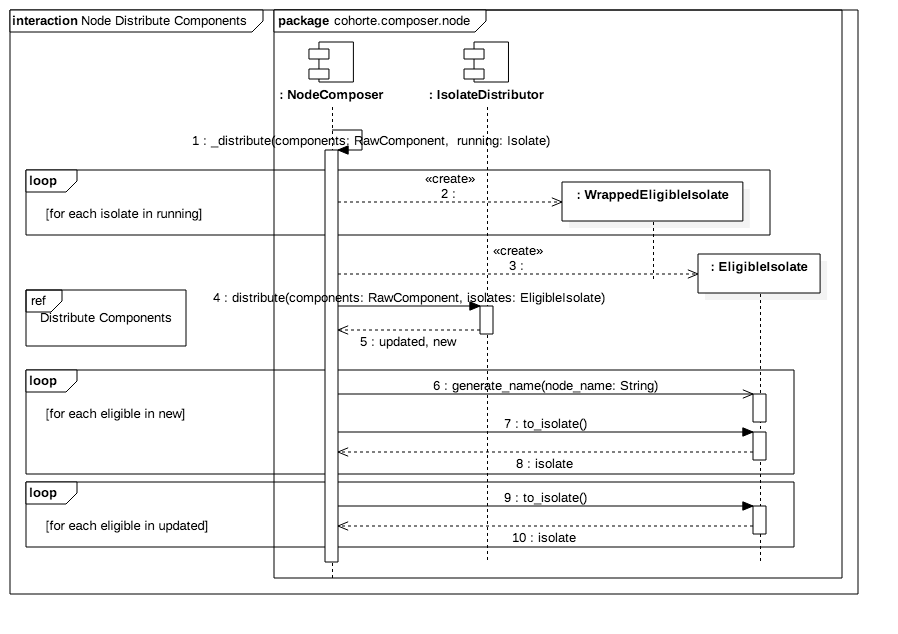 interaction Node Distribute Components
package cohorte.composer.node
: NodeComposer
: IsolateDistributor
1 : _distribute(components: RawComponent, running: Isolate)
loop
[for each isolate in running]
«create»
2 :
: WrappedEligibleIsolate
«create»
3 :
: EligibleIsolate
ref
Distribute Components
4 : distribute(components: RawComponent, isolates: EligibleIsolate)
5 : updated, new
loop
[for each eligible in new]
6 : generate_name(node_name: String)
7 : to_isolate()
8 : isolate
loop
[for each eligible in updated]
9 : to_isolate()
10 : isolate